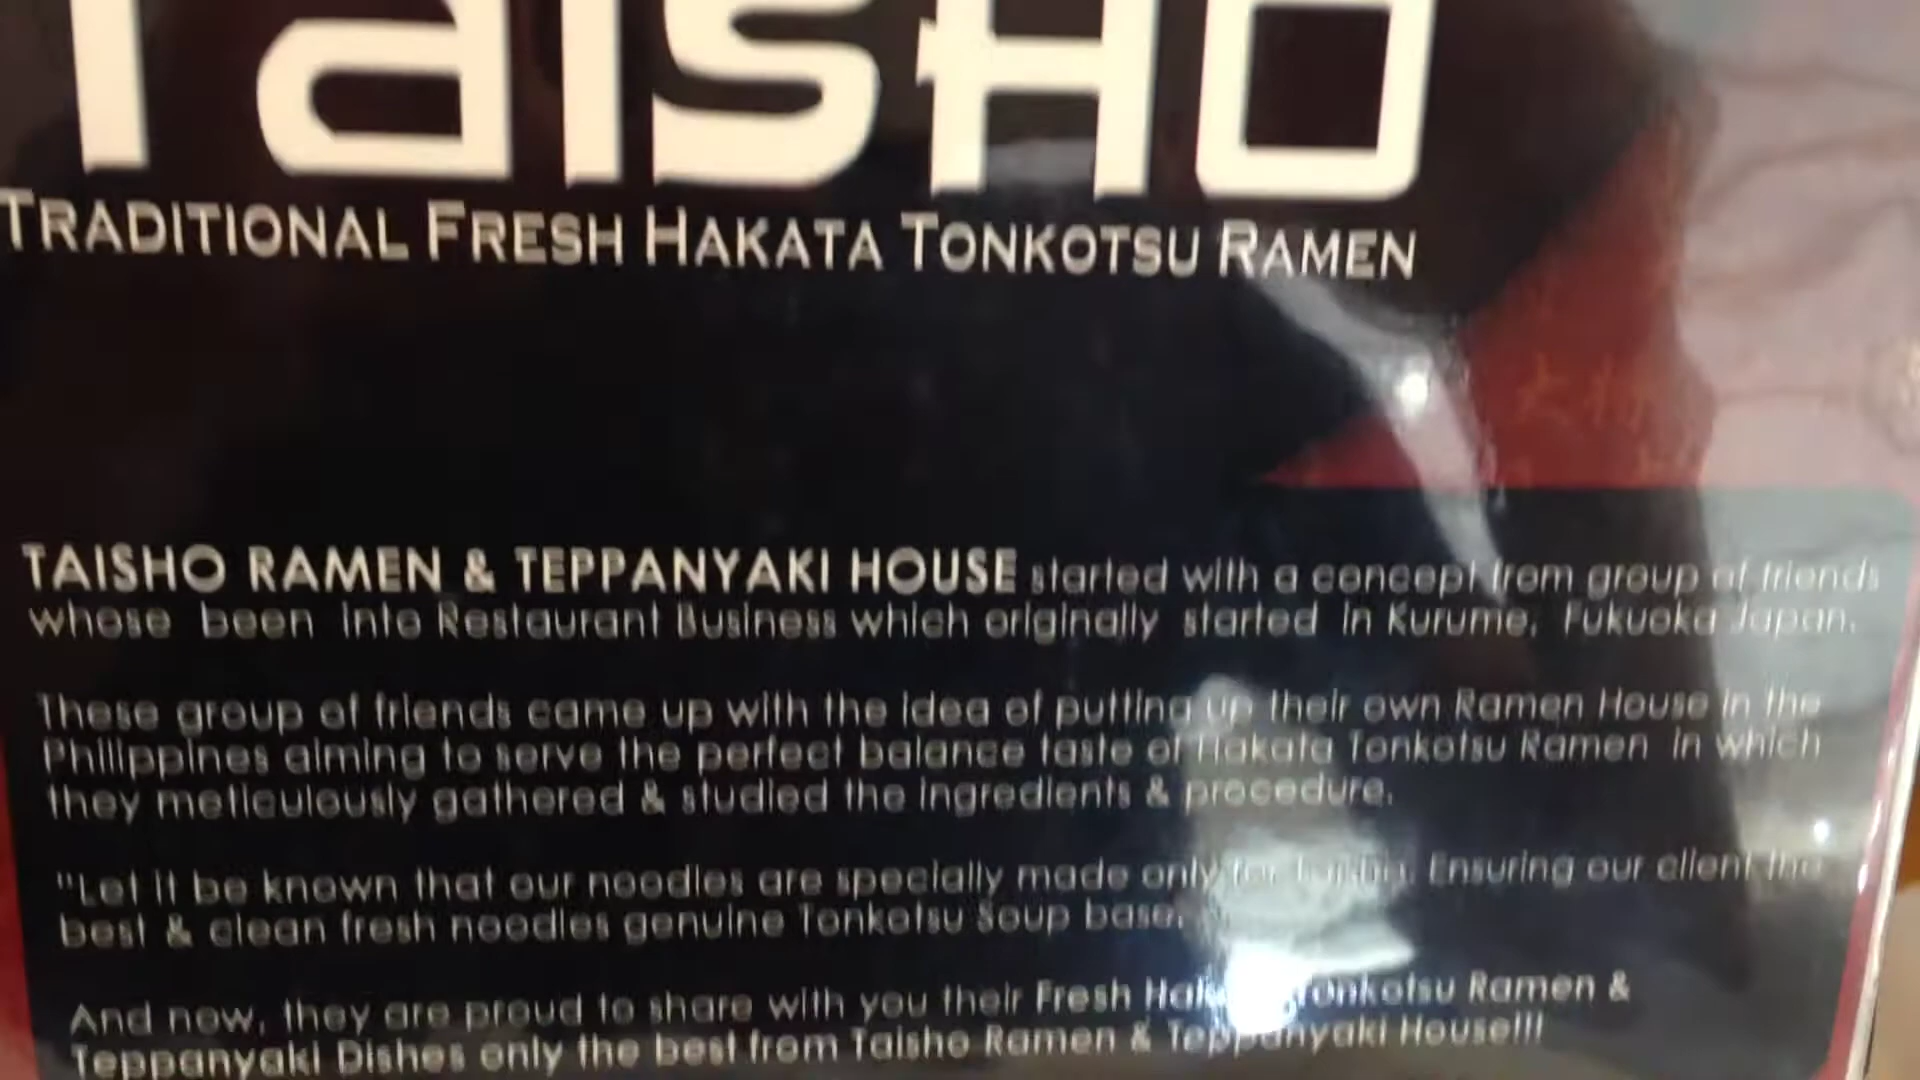 TaisHo
TRADITIONAL FRESH HAKATA TONKOTSU RAMEN
TAISHO RAMEN & TEPPANYAKI HOUSE started with a concept from group of friends
whose been into Restaurant Business which originally started in Kurume, Fukuoka Japan.
These group of friends came up with the idea of putting up their own Ramen House in the
Philippines aiming to serve the perfect balance taste of Hakata Tonkotsu Ramen in which
they meticulously gathered & studied the ingredients & procedure.
"Let it be known that our noodles are specially made only for Taisho. Ensuring our client the
best & clean fresh noodles genuine Tonkotsu Soup base.
And now, they are proud to share with you their Fresh Hakata Tonkotsu Ramen &
Teppanyaki Dishes only the best from Taisho Ramen & Teppanyaki House!!!